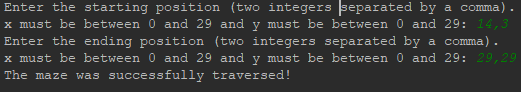 Enter the starting position (two integers separated by a comma).
x must be between 0 and 29 and y must be between 0 and 29: 14,3
Enter the ending position (two integers separated by a comma).
x must be between 0 and 29 and y must be between 0 and 29: 29,29
The maze was successfully traversed!